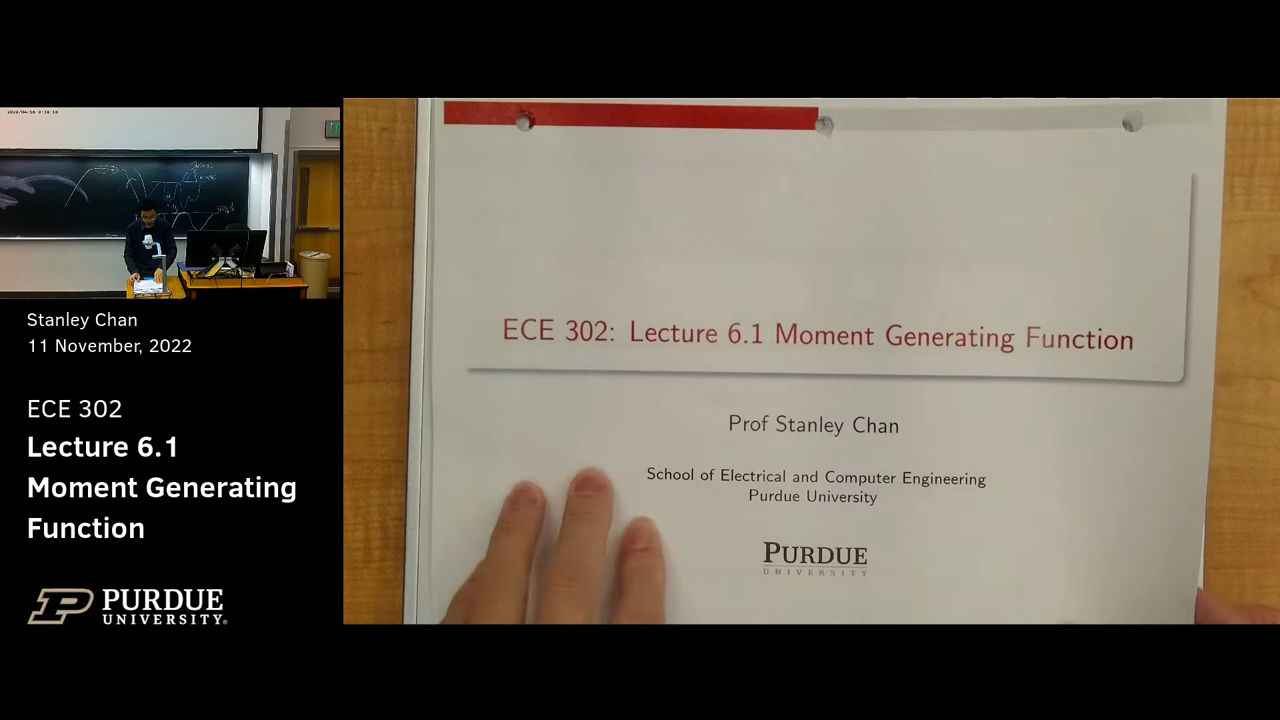 Stanley Chan
11 November, 2022
ECE 302
Lecture 6.1
Moment Generating
Function
PURDUE
UNIVERSITY®
ECE 302: Lecture 6.1 Moment Generating Function
Prof Stanley Chan
School of Electrical and Computer Engineering
Purdue University
PURDUE
UNIVERSITY